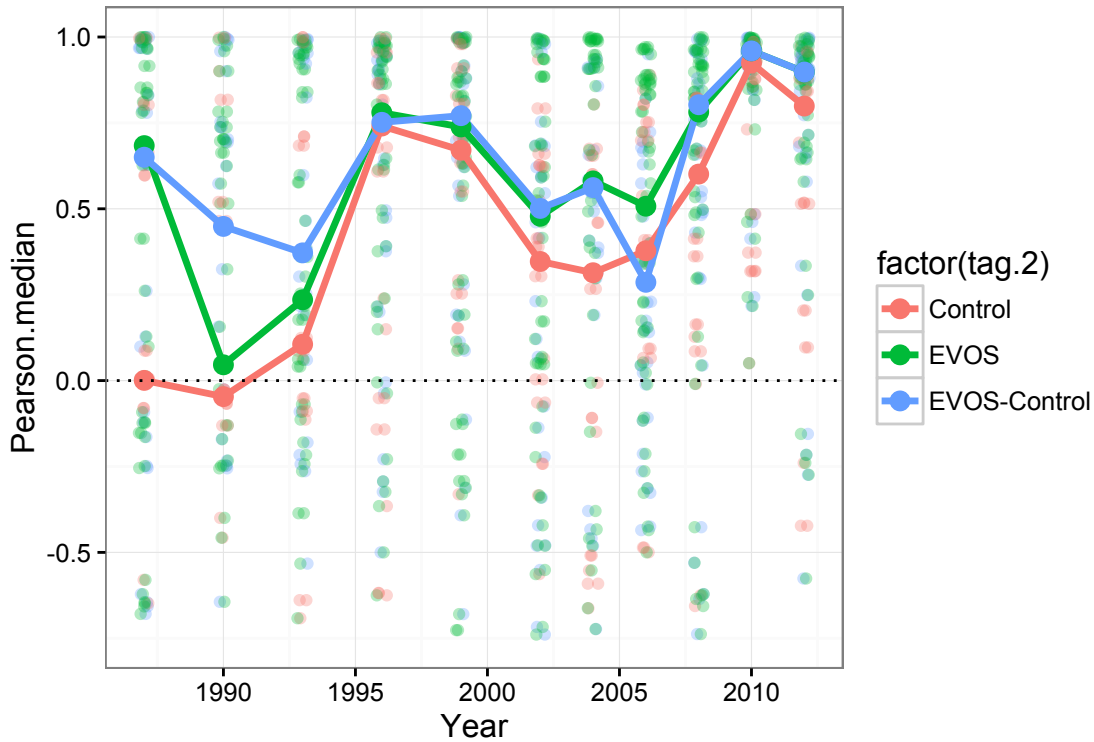 1.0
0.5
0.0
-0.5
Pearson.median
1990 1995 2000 2005 2010
Year
factor(tag.2)
Control
EVOS
EVOS-Control